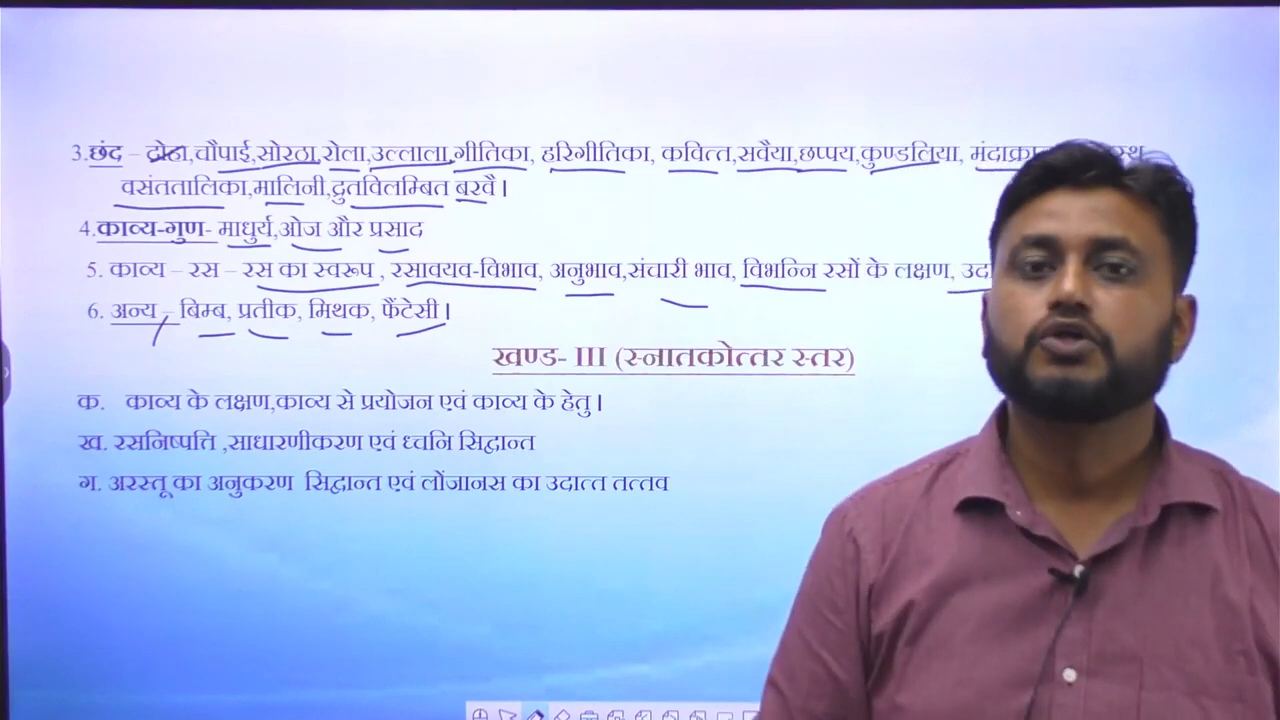 3.छंद – दोहा,चौपाई,सोरठा,रोला,उल्लाला,गीतिका, हरिगीतिका, कवित्त,सवैया,छप्पय,कुण्डलिया,
वसंततालिका,मालिनी,द्रुतविलम्बित बरवै।
4.काव्य-गुण- माधुर्य,ओज और प्रसाद
5. काव्य – रस – रस का स्वरूप , रसावयव-विभाव, अनुभाव,संचारी भाव, विभन्नि रसों के लक्षण,
6. अन्य – बिम्ब, प्रतीक, मिथक, फैंटेसी।
खण्ड- III (स्नातकोत्तर स्तर)
क. काव्य के लक्षण,काव्य से प्रयोजन एवं काव्य के हेतु।
ख. रसनिष्पत्ति ,साधारणीकरण एवं ध्वनि सिद्वान्त
ग. अरस्तू का अनुकरण सिद्वान्त एवं लोंजानस का उदात्त तत्तव